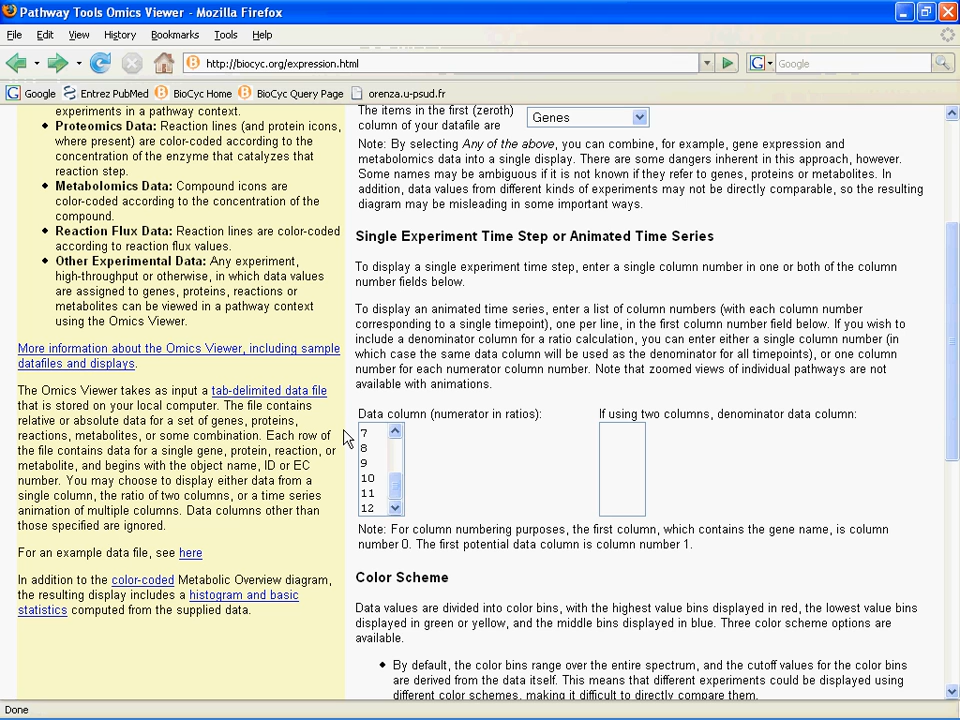 Pathway Tools Omics Viewer - Mozilla Firefox
File Edit View History Bookmarks Tools Help
http://biocyc.org/expression.html
Google
Google Entrez PubMed BioCyc Home BioCyc Query Page orenza.u-psud.fr
experiments in a pathway context.
Proteomics Data: Reaction lines (and protein icons,
where present) are color-coded according to the
concentration of the enzyme that catalyzes that
reaction step.
Metabolomics Data: Compound icons are
color-coded according to the concentration of the
compound.
Reaction Flux Data: Reaction lines are color-coded
according to reaction flux values.
Other Experimental Data: Any experiment,
high-throughput or otherwise, in which data values
are assigned to genes, proteins, reactions or
metabolites can be viewed in a pathway context
using the Omics Viewer.
More information about the Omics Viewer, including sample
datafiles and displays.
The Omics Viewer takes as input a tab-delimited data file
that is stored on your local computer. The file contains
relative or absolute data for a set of genes, proteins,
reactions, metabolites, or some combination. Each row of
the file contains data for a single gene, protein, reaction, or
metabolite, and begins with the object name, ID or EC
number. You may choose to display either data from a
single column, the ratio of two columns, or a time series
animation of multiple columns. Data columns other than
those specified are ignored.
For an example data file, see here
In addition to the color-coded Metabolic Overview diagram,
the resulting display includes a histogram and basic
statistics computed from the supplied data.
The items in the first (zeroth)
column of your datafile are
Genes
Note: By selecting Any of the above, you can combine, for example, gene expression and
metabolomics data into a single display. There are some dangers inherent in this approach, however.
Some names may be ambiguous if it is not known if they refer to genes, proteins or metabolites. In
addition, data values from different kinds of experiments may not be directly comparable, so the resulting
diagram may be misleading in some important ways.
Single Experiment Time Step or Animated Time Series
To display a single experiment time step, enter a single column number in one or both of the column
number fields below.
To display an animated time series, enter a list of column numbers (with each column number
corresponding to a single timepoint), one per line, in the first column number field below. If you wish to
include a denominator column for a ratio calculation, you can enter either a single column number (in
which case the same data column will be used as the denominator for all timepoints), or one column
number for each numerator column number. Note that zoomed views of individual pathways are not
available with animations.
Data column (numerator in ratios):
7
8
9
10
11
12
If using two columns, denominator data column:
Note: For column numbering purposes, the first column, which contains the gene name, is column
number 0. The first potential data column is column number 1.
Color Scheme
Data values are divided into color bins, with the highest value bins displayed in red, the lowest value bins
displayed in green or yellow, and the middle bins displayed in blue. Three color scheme options are
available.
By default, the color bins range over the entire spectrum, and the cutoff values for the color bins
are derived from the data itself. This means that different experiments could be displayed using
different color schemes, making it difficult to directly compare them.
Done